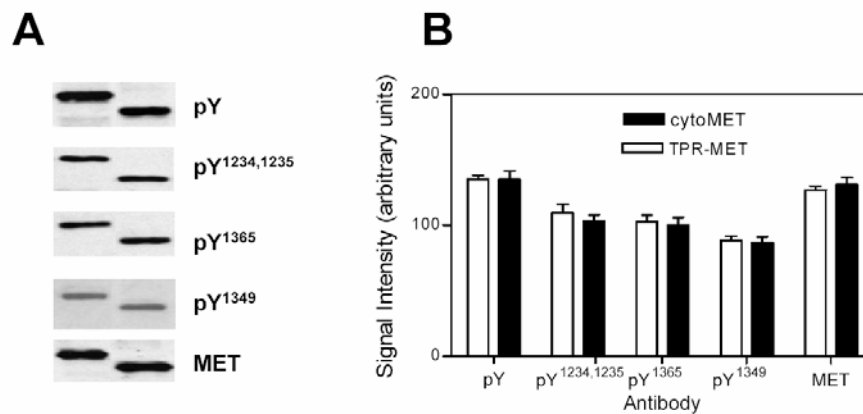 A
pY
pY1234,1235
pY1365
pY1349
MET
B
Signal Intensity (arbitrary units)
200
100
0
cytoMET
TPR-MET
pY
pY1234,1235
pY1365
pY1349
MET
Antibody